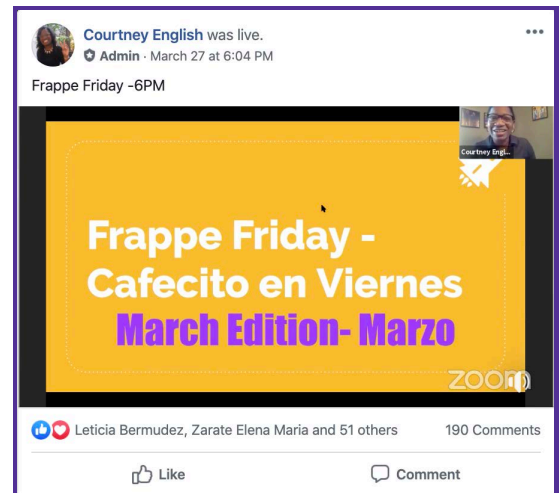 Courtney English was live.
Admin · March 27 at 6:04 PM
Frappe Friday -6PM
Courtney Engl...
Frappe Friday -
Cafecito en Viernes
March Edition- Marzo
zoom
Leticia Bermudez, Zarate Elena Maria and 51 others 190 Comments
Like Comment